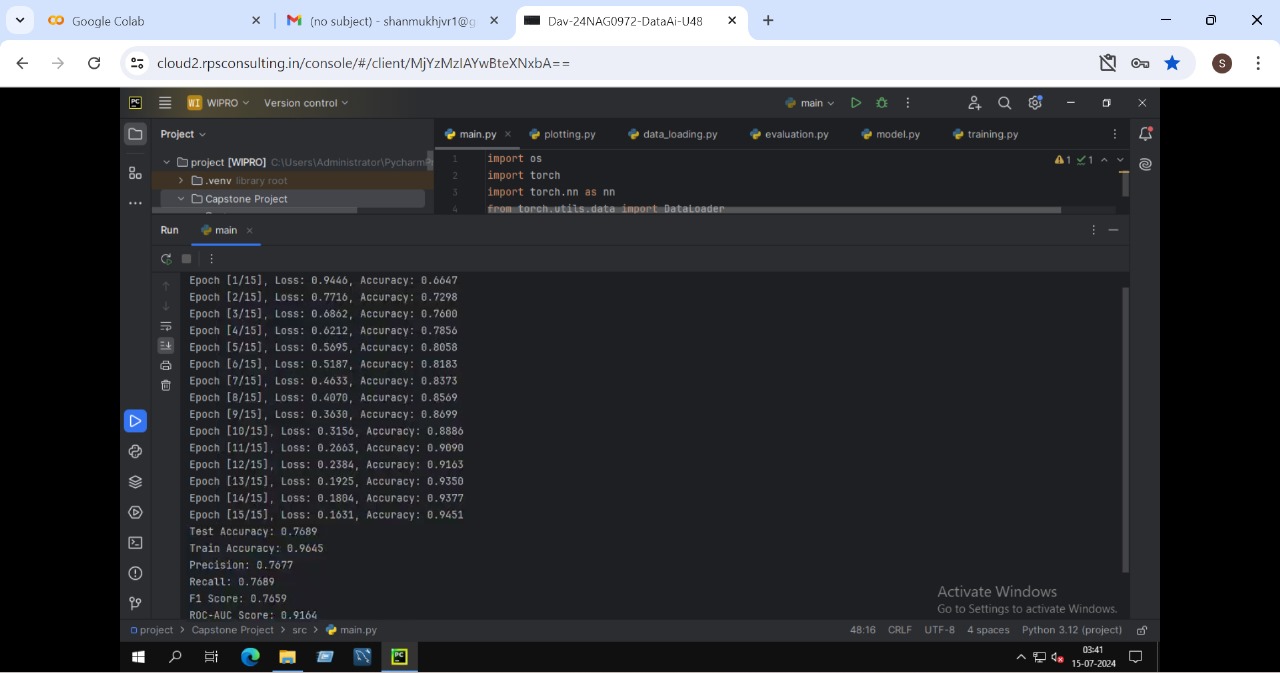 Google Colab
(no subject) - shanmukhjvr1@g
Dav-24NAG0972-DataAi-U48
cloud2.rpsconsulting.in/console/#/client/MjYzMzlAYwBteXNxbA==
S
PC
WI WIPRO
Version control
main
Project
main.py
plotting.py
data_loading.py
evaluation.py
model.py
training.py
project [WIPRO] C:\Users\Administrator\PycharmP
.venv library root
Capstone Project
1 import os
2 import torch
3 import torch.nn as nn
4 from torch.utils.data import DataLoader
1 1
Run
main
Epoch [1/15], Loss: 0.9446, Accuracy: 0.6647
Epoch [2/15], Loss: 0.7716, Accuracy: 0.7298
Epoch [3/15], Loss: 0.6862, Accuracy: 0.7600
Epoch [4/15], Loss: 0.6212, Accuracy: 0.7856
Epoch [5/15], Loss: 0.5695, Accuracy: 0.8058
Epoch [6/15], Loss: 0.5187, Accuracy: 0.8183
Epoch [7/15], Loss: 0.4633, Accuracy: 0.8373
Epoch [8/15], Loss: 0.4070, Accuracy: 0.8569
Epoch [9/15], Loss: 0.3630, Accuracy: 0.8699
Epoch [10/15], Loss: 0.3156, Accuracy: 0.8886
Epoch [11/15], Loss: 0.2663, Accuracy: 0.9090
Epoch [12/15], Loss: 0.2384, Accuracy: 0.9163
Epoch [13/15], Loss: 0.1925, Accuracy: 0.9350
Epoch [14/15], Loss: 0.1804, Accuracy: 0.9377
Epoch [15/15], Loss: 0.1631, Accuracy: 0.9451
Test Accuracy: 0.7689
Train Accuracy: 0.9645
Precision: 0.7677
Recall: 0.7689
F1 Score: 0.7659
ROC-AUC Score: 0.9164
Activate Windows
Go to Settings to activate Windows.
project > Capstone Project > src > main.py
48:16 CRLF UTF-8 4 spaces Python 3.12 (project)
PC
03:41
15-07-2024